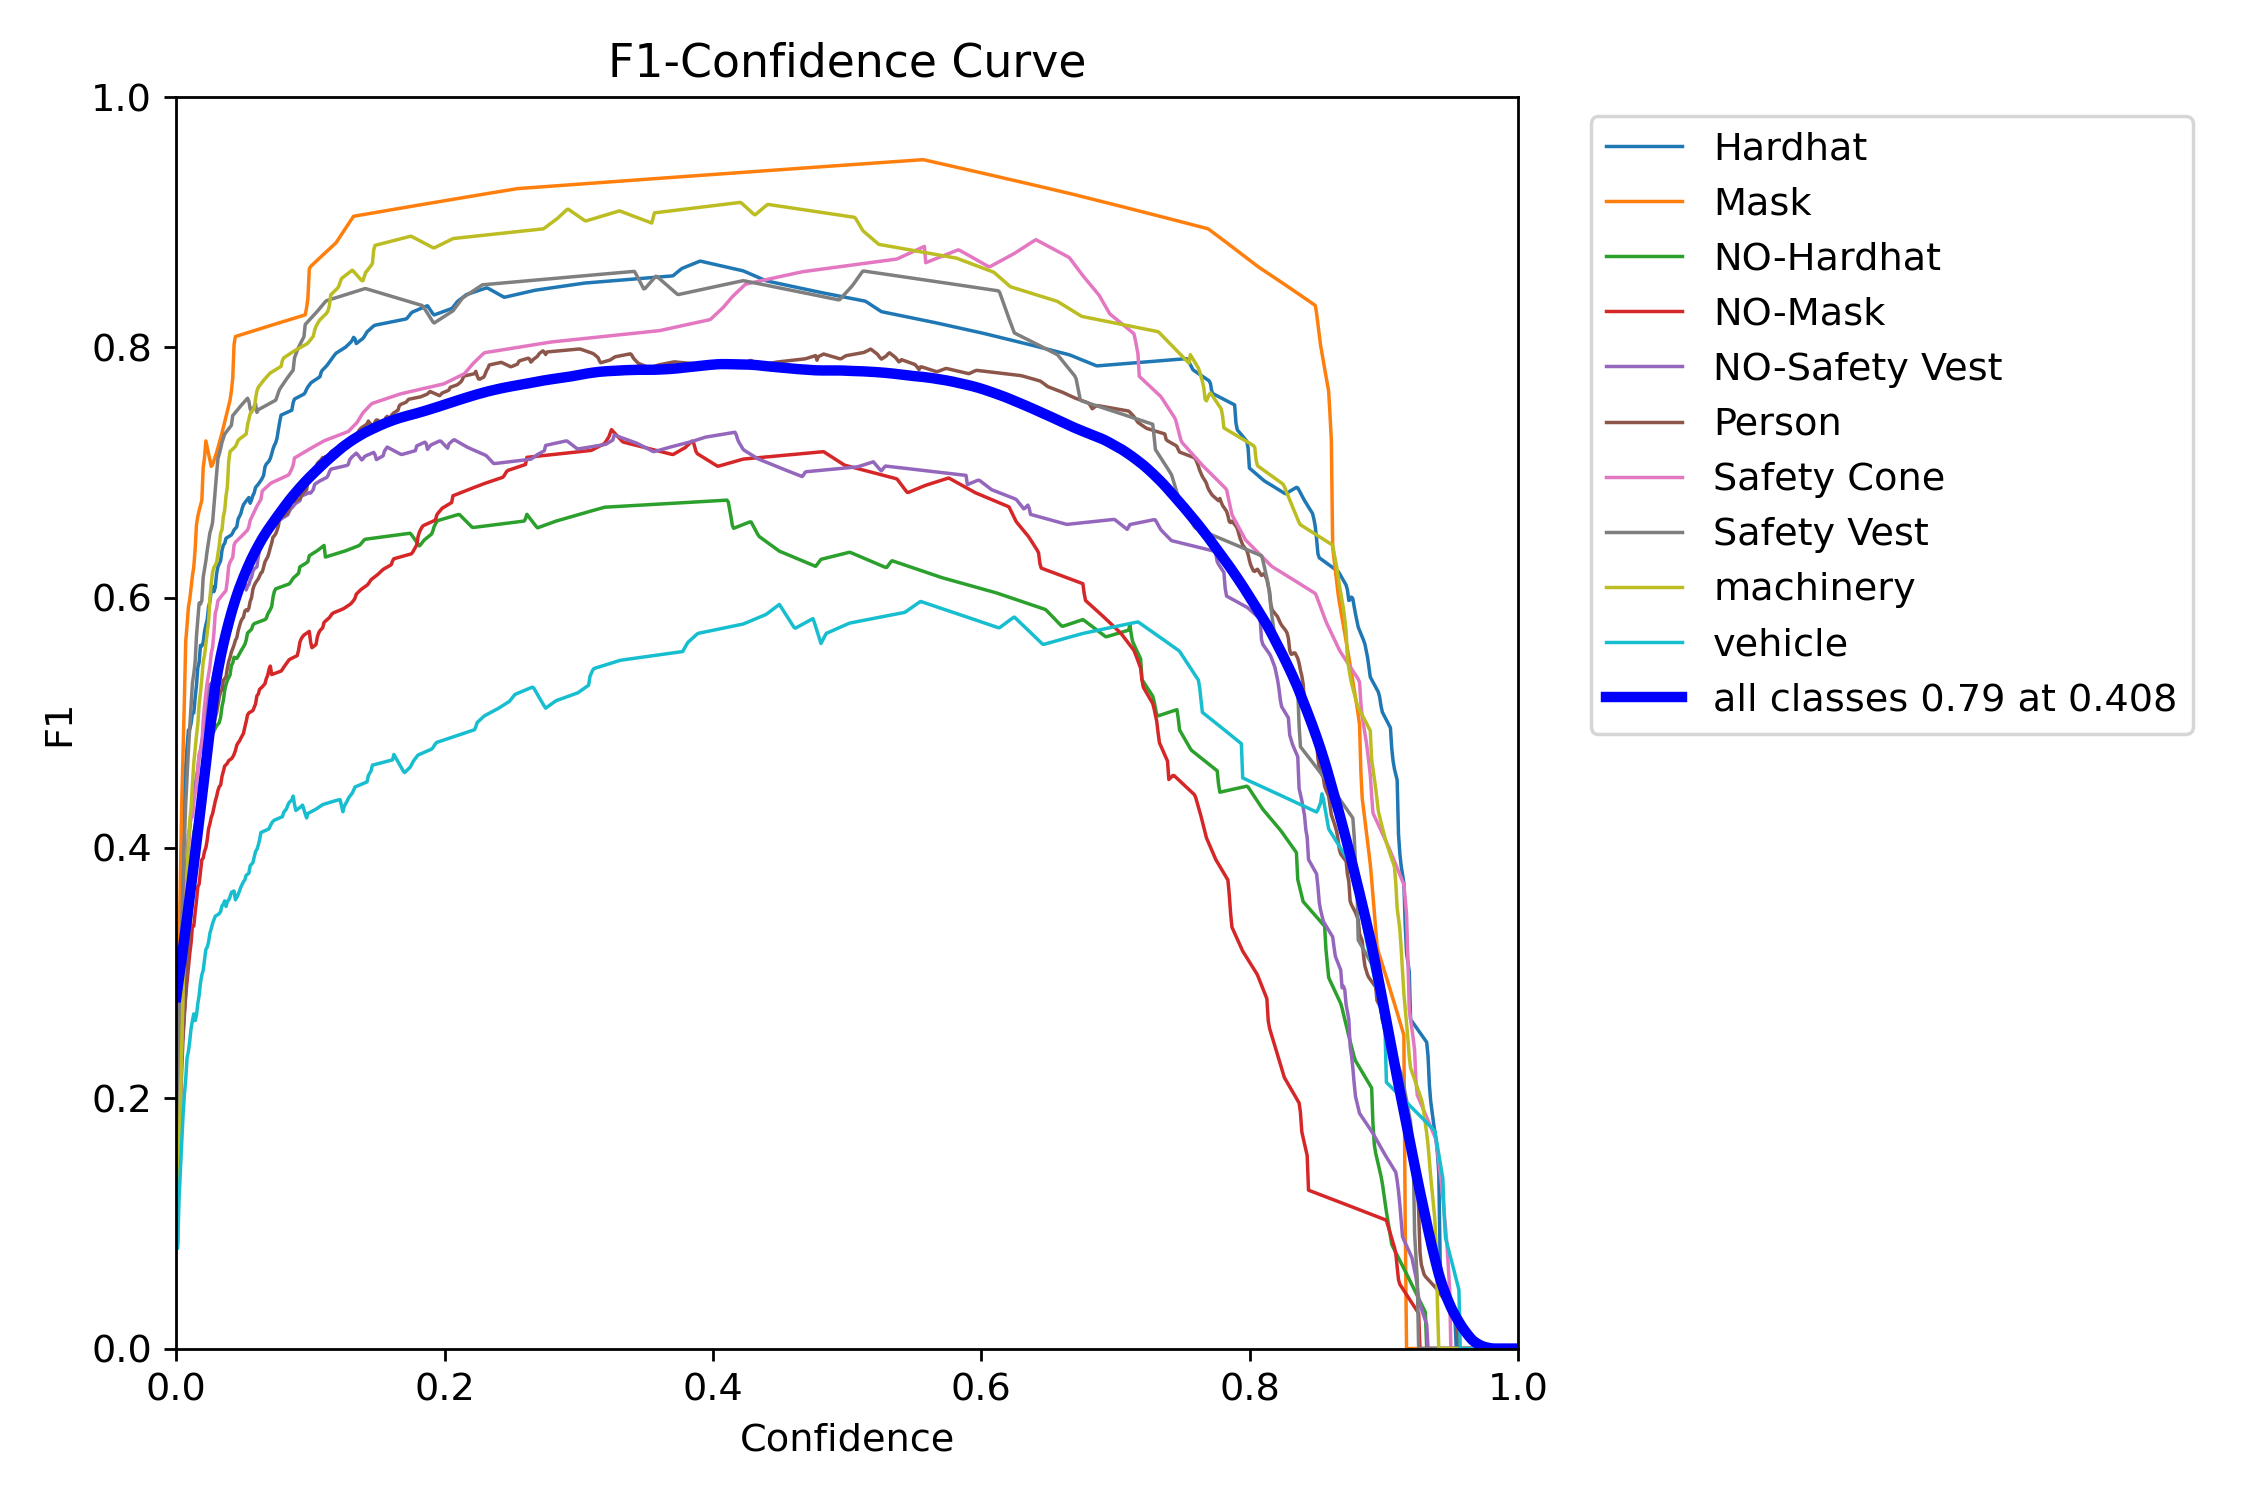 F1-Confidence Curve
1.0
0.8
0.6
0.4
0.2
0.0
F1
0.0 0.2 0.4 0.6 0.8 1.0
Confidence
Hardhat
Mask
NO-Hardhat
NO-Mask
NO-Safety Vest
Person
Safety Cone
Safety Vest
machinery
vehicle
all classes 0.79 at 0.408